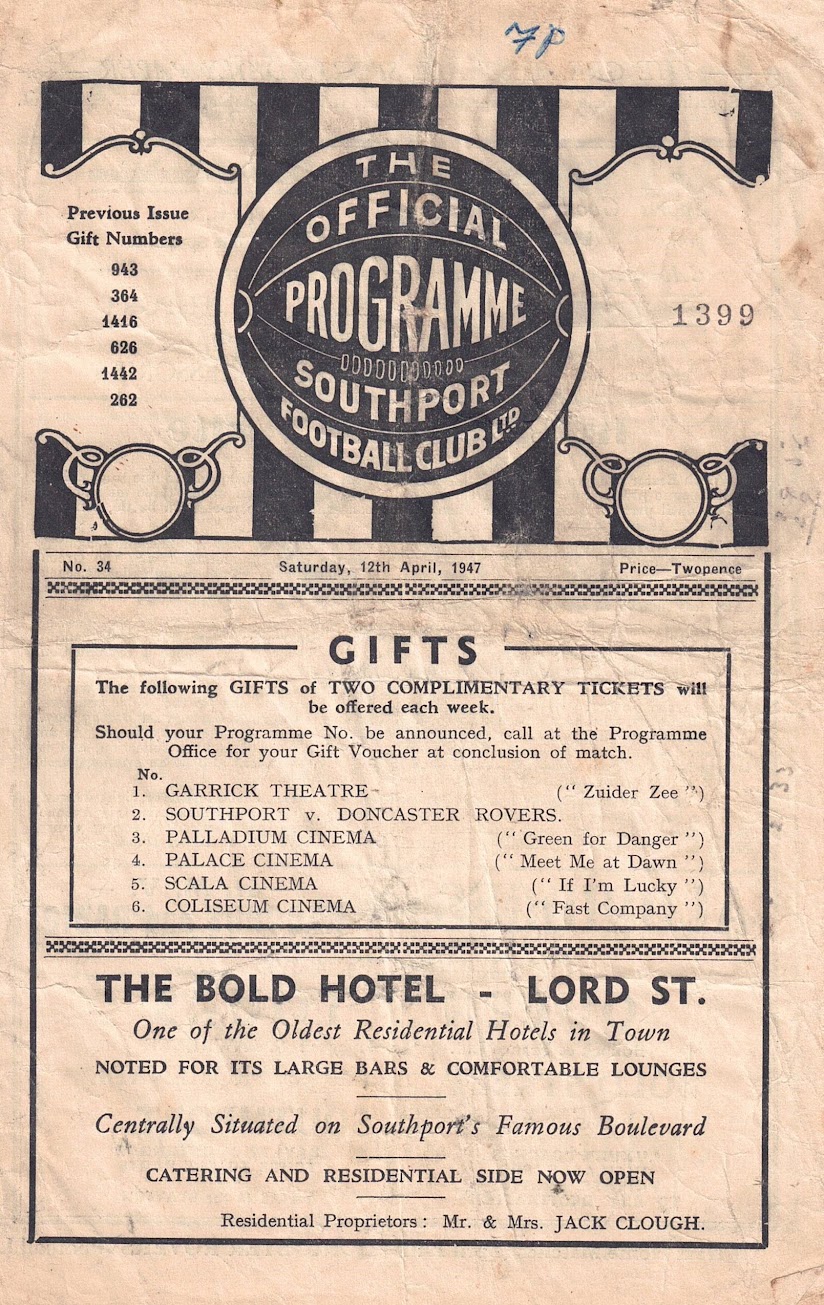 7p
THE
OFFICIAL
PROGRAMME
SOUTHPORT
FOOTBALL CLUB LTD
Previous Issue
Gift Numbers
943
364
1416
626
1442
262
1399
No. 34 Saturday, 12th April, 1947 Price—Twopence
GIFTS
The following GIFTS of TWO COMPLIMENTARY TICKETS will
be offered each week.
Should your Programme No. be announced, call at the Programme
Office for your Gift Voucher at conclusion of match.
No.
1. GARRICK THEATRE (" Zuider Zee ")
2. SOUTHPORT v. DONCASTER ROVERS.
3. PALLADIUM CINEMA (" Green for Danger ")
4. PALACE CINEMA (" Meet Me at Dawn ")
5. SCALA CINEMA (" If I'm Lucky ")
6. COLISEUM CINEMA (" Fast Company ")
THE BOLD HOTEL - LORD ST.
One of the Oldest Residential Hotels in Town
NOTED FOR ITS LARGE BARS & COMFORTABLE LOUNGES
Centrally Situated on Southport's Famous Boulevard
CATERING AND RESIDENTIAL SIDE NOW OPEN
Residential Proprietors : Mr. & Mrs. JACK CLOUGH.